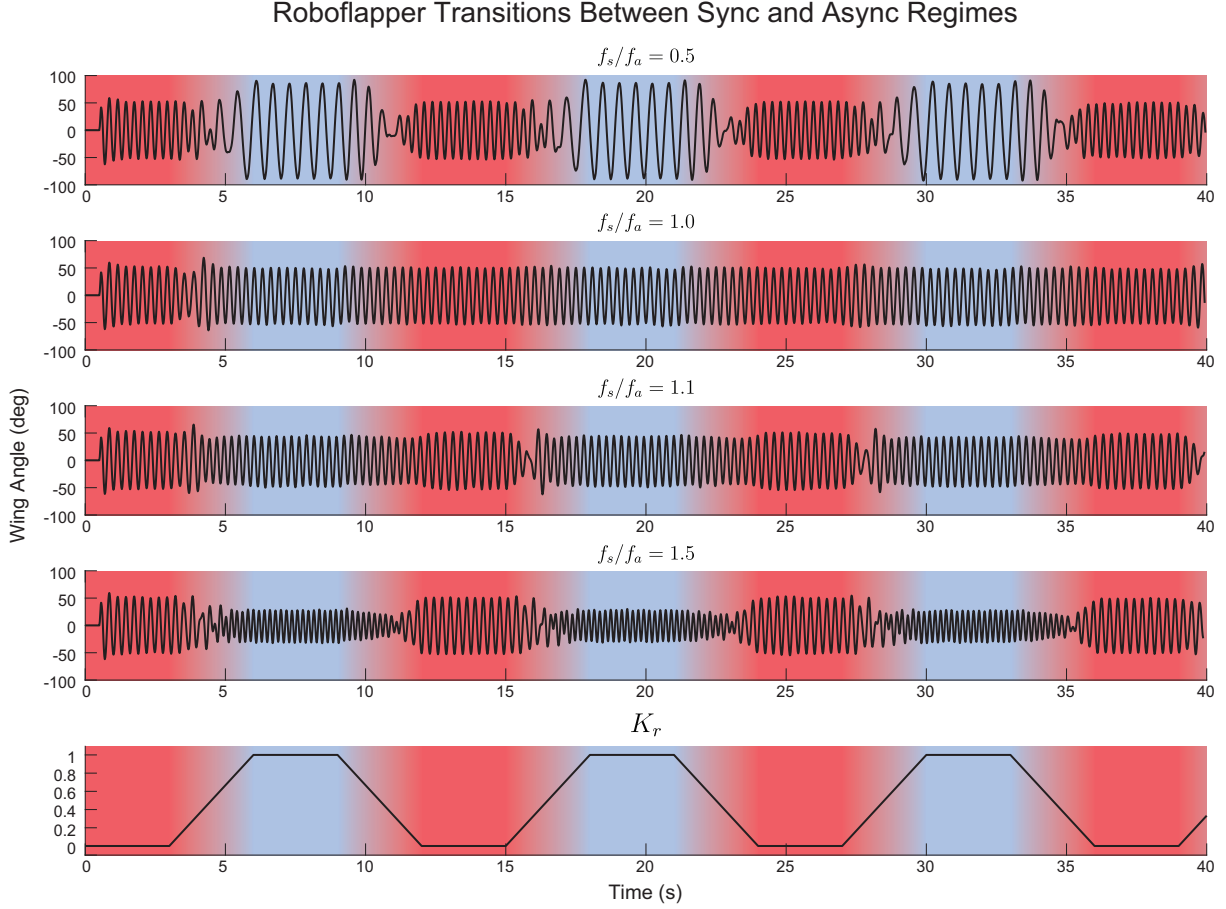 Roboflapper Transitions Between Sync and Async Regimes
f_s/f_a = 0.5
100
50
0
-50
-100
0 5 10 15 20 25 30 35 40
f_s/f_a = 1.0
100
50
0
-50
-100
0 5 10 15 20 25 30 35 40
f_s/f_a = 1.1
100
50
0
-50
-100
0 5 10 15 20 25 30 35 40
Wing Angle (deg)
f_s/f_a = 1.5
100
50
0
-50
-100
0 5 10 15 20 25 30 35 40
K_r
1
0.8
0.6
0.4
0.2
0
0 5 10 15 20 25 30 35 40
Time (s)